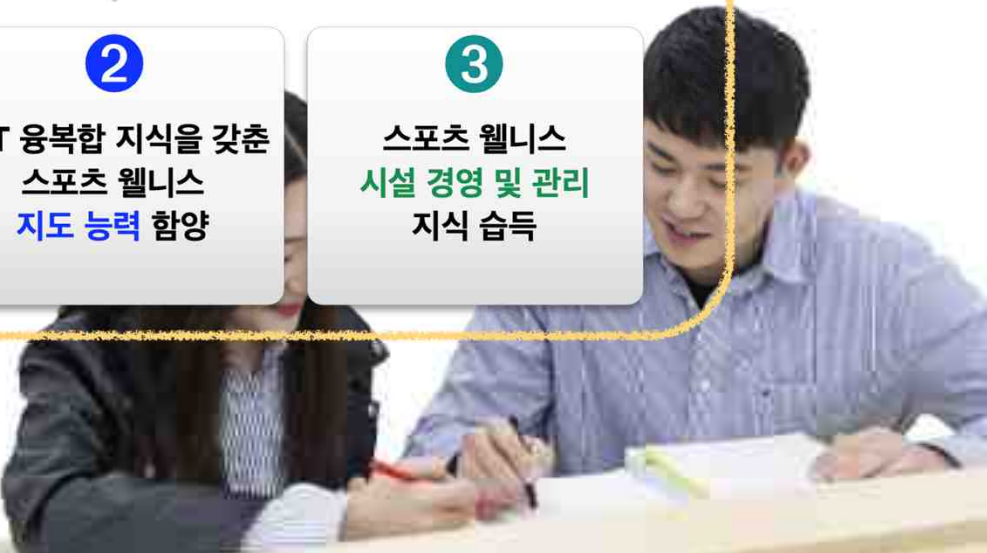 2
융복합 지식을 갖춘
스포츠 웰니스
지도 능력 함양
3
스포츠 웰니스
시설 경영 및 관리
지식 습득